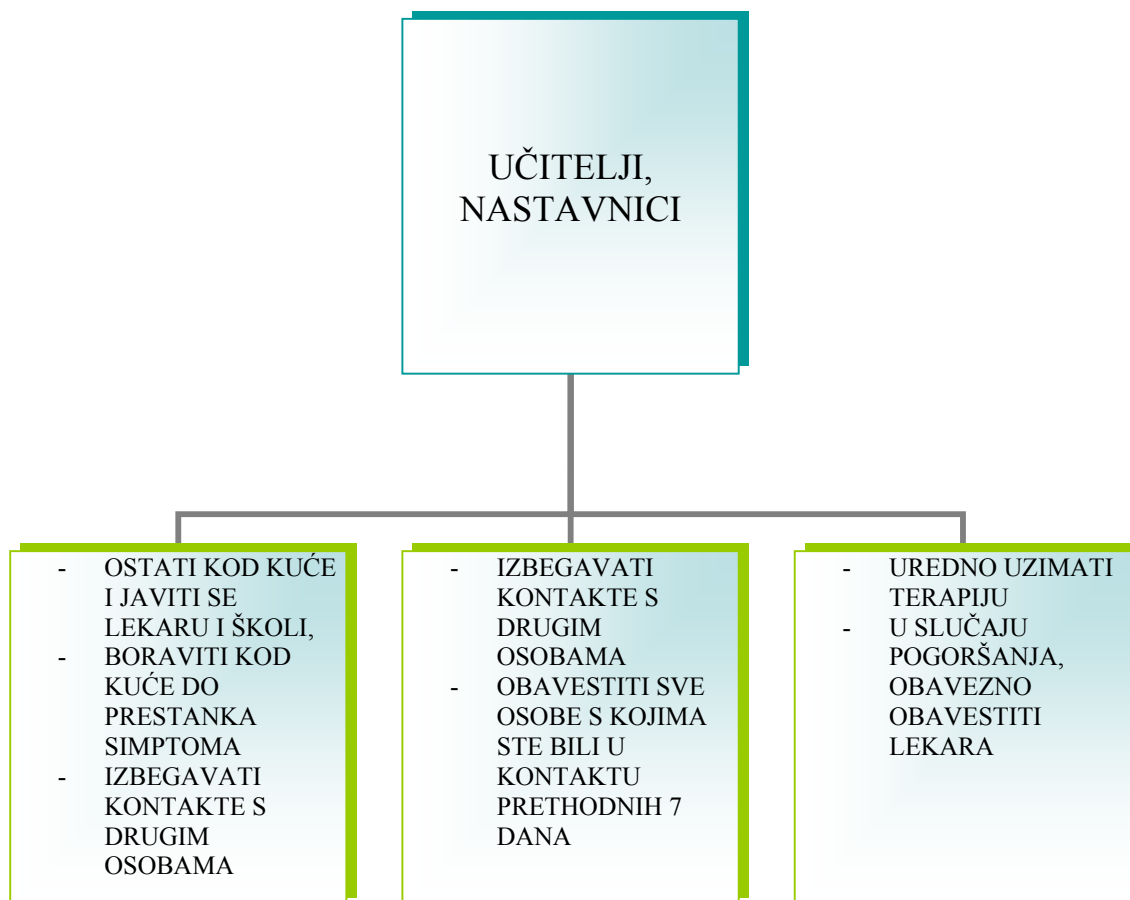 UČITELJI,
NASTAVNICI
- OSTATI KOD KUĆE
I JAVITI SE
LEKARU I ŠKOLI,
- BORAVITI KOD
KUĆE DO
PRESTANKA
SIMPTOMA
- IZBEGAVATI
KONTAKTE S
DRUGIM
OSOBAMA
- IZBEGAVATI
KONTAKTE S
DRUGIM
OSOBAMA
- OBAVESTITI SVE
OSOBE S KOJIMA
STE BILI U
KONTAKTU
PRETHODNIH 7
DANA
- UREDNO UZIMATI
TERAPIJU
- U SLUČAJU
POGORŠANJA,
OBAVEZNO
OBAVESTITI
LEKARA